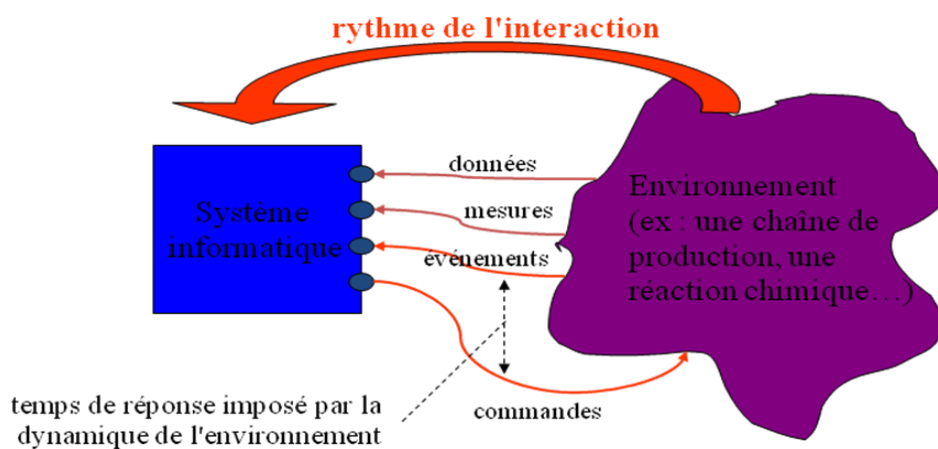 rythme de l'interaction
données
mesures
événements
commandes
Système
informatique
Environnement
(ex : une chaîne de
production, une
réaction chimique…)
temps de réponse imposé par la
dynamique de l'environnement